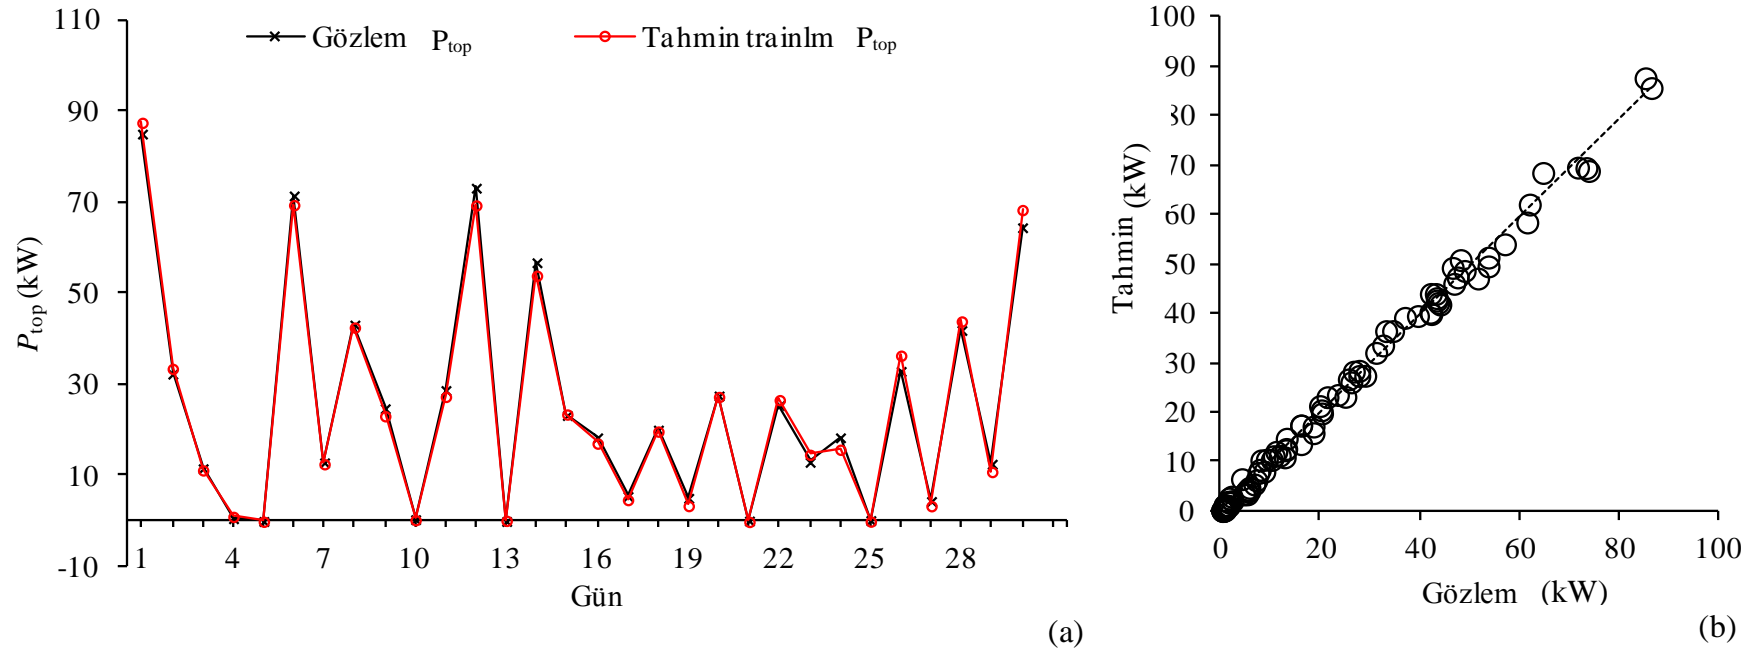 Gözlem P_top
Tahmin trainlm P_top
110
90
70
50
30
10
-10
P_top (kW)
1 4 7 10 13 16 19 22 25 28
Gün
(a)
100
90
80
70
60
50
40
30
20
10
0
Tahmin (kW)
0 20 40 60 80 100
Gözlem (kW)
(b)